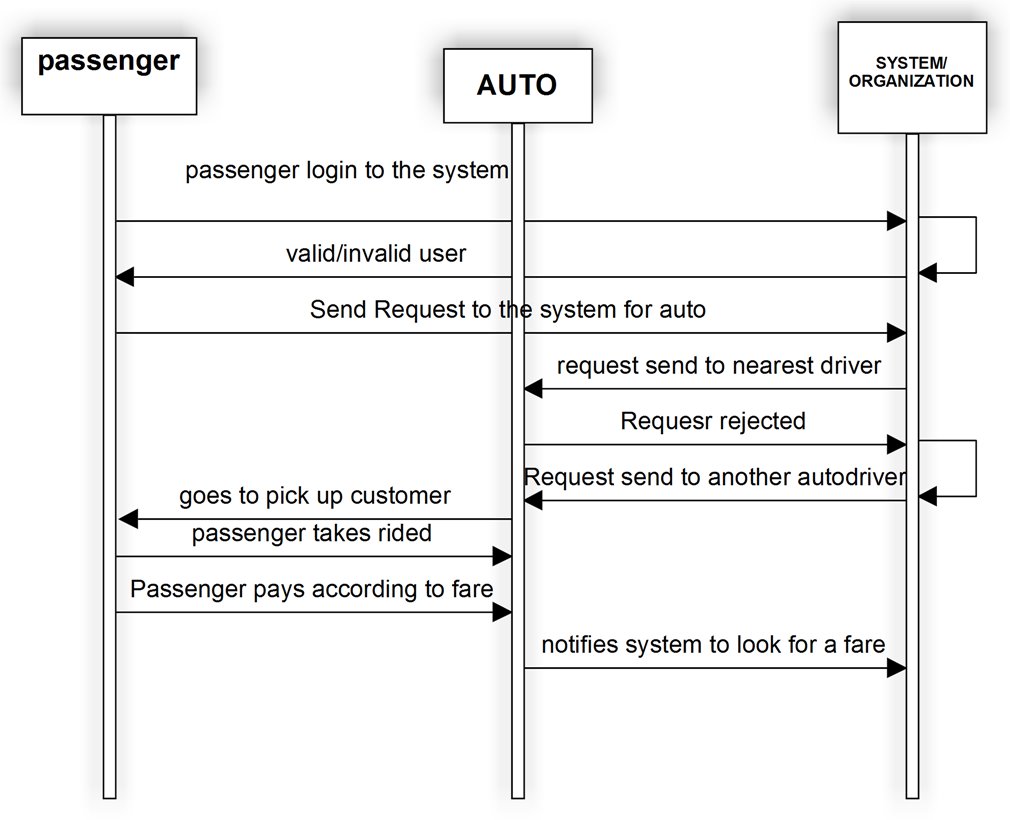 passenger
AUTO
SYSTEM/
ORGANIZATION
passenger login to the system
valid/invalid user
Send Request to the system for auto
request send to nearest driver
Requesr rejected
Request send to another autodriver
goes to pick up customer
passenger takes rided
Passenger pays according to fare
notifies system to look for a fare